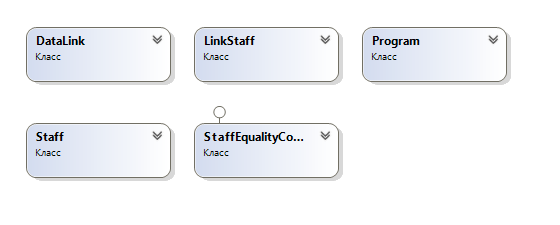 DataLink
Класс
LinkStaff
Класс
Program
Класс
Staff
Класс
StaffEqualityCo...
Класс